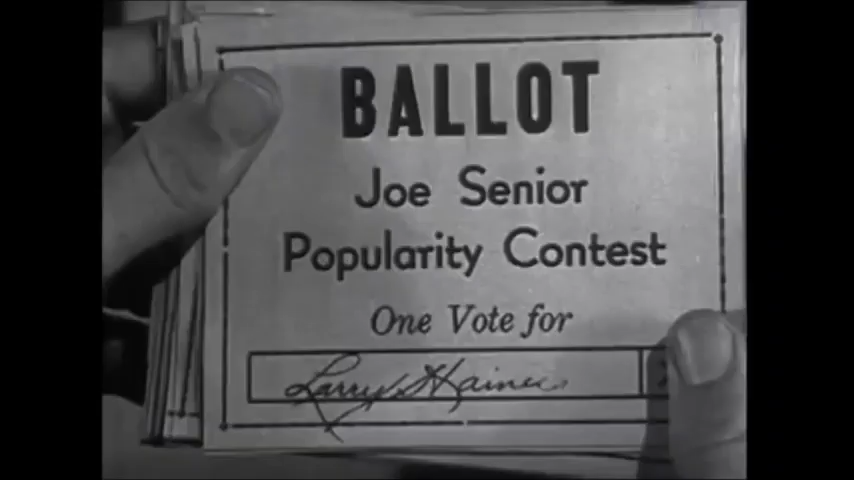 BALLOT
Joe Senior
Popularity Contest
One Vote for
Larry Haines